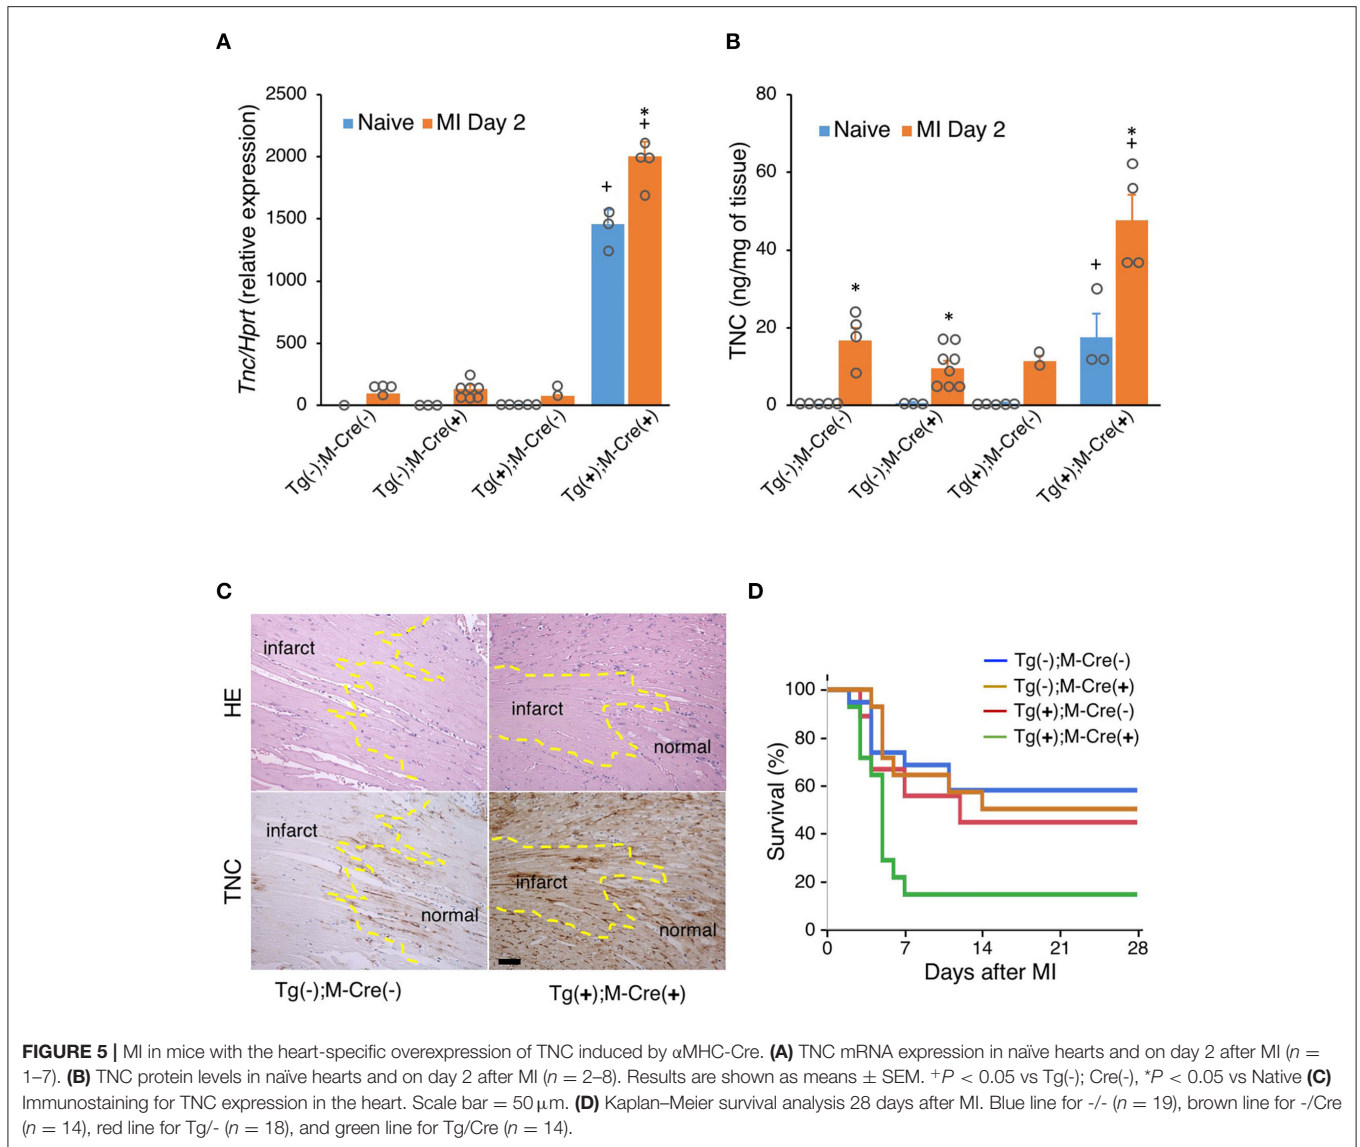 A
2500
2000
1500
1000
500
0
Tnc/Hprt (relative expression)
Naive
MI Day 2
+
*
+
Tg(-);M-Cre(-)
Tg(-);M-Cre(+)
Tg(+);M-Cre(-)
Tg(+);M-Cre(+)
B
80
60
40
20
0
TNC (ng/mg of tissue)
Naive
MI Day 2
*
*
+
*
+
Tg(-);M-Cre(-)
Tg(-);M-Cre(+)
Tg(+);M-Cre(-)
Tg(+);M-Cre(+)
C
HE
infarct
infarct
normal
TNC
infarct
normal
infarct
normal
Tg(-);M-Cre(-)
Tg(+);M-Cre(+)
D
Tg(-);M-Cre(-)
Tg(-);M-Cre(+)
Tg(+);M-Cre(-)
Tg(+);M-Cre(+)
100
80
60
40
20
0
Survival (%)
0 7 14 21 28
Days after MI
FIGURE 5 | MI in mice with the heart-specific overexpression of TNC induced by αMHC-Cre. (A) TNC mRNA expression in naïve hearts and on day 2 after MI (n =
1–7). (B) TNC protein levels in naïve hearts and on day 2 after MI (n = 2–8). Results are shown as means ± SEM. +P < 0.05 vs Tg(-); Cre(-), *P < 0.05 vs Native (C)
Immunostaining for TNC expression in the heart. Scale bar = 50 μm. (D) Kaplan–Meier survival analysis 28 days after MI. Blue line for -/- (n = 19), brown line for -/Cre
(n = 14), red line for Tg/- (n = 18), and green line for Tg/Cre (n = 14).